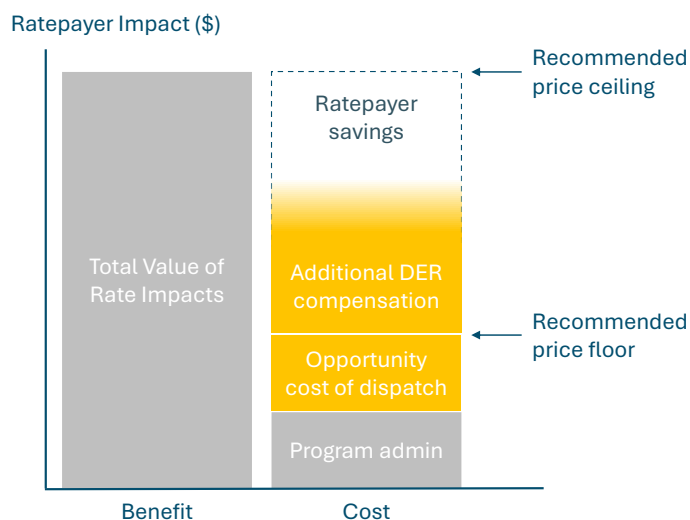 Ratepayer Impact ($)
Recommended
price ceiling
Ratepayer
savings
Total Value of
Rate Impacts
Additional DER
compensation
Recommended
price floor
Opportunity
cost of dispatch
Program admin
Benefit
Cost